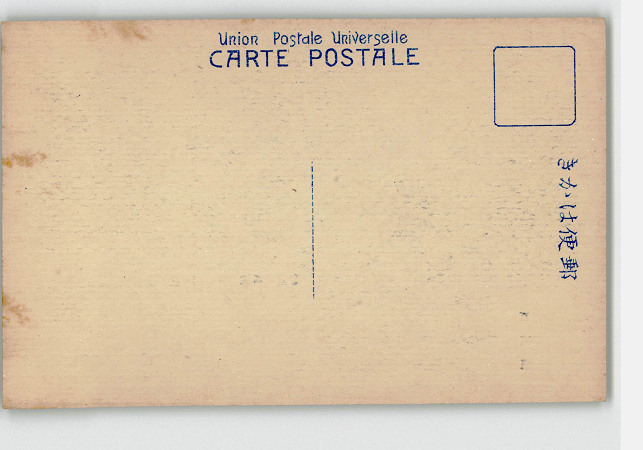 Union Postale Universelle
CARTE POSTALE
きかは便郵